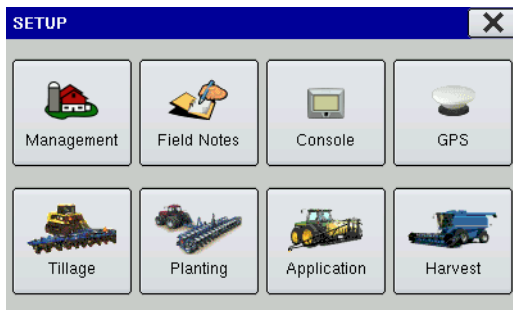 SETUP
Management
Field Notes
Console
GPS
Tillage
Planting
Application
Harvest